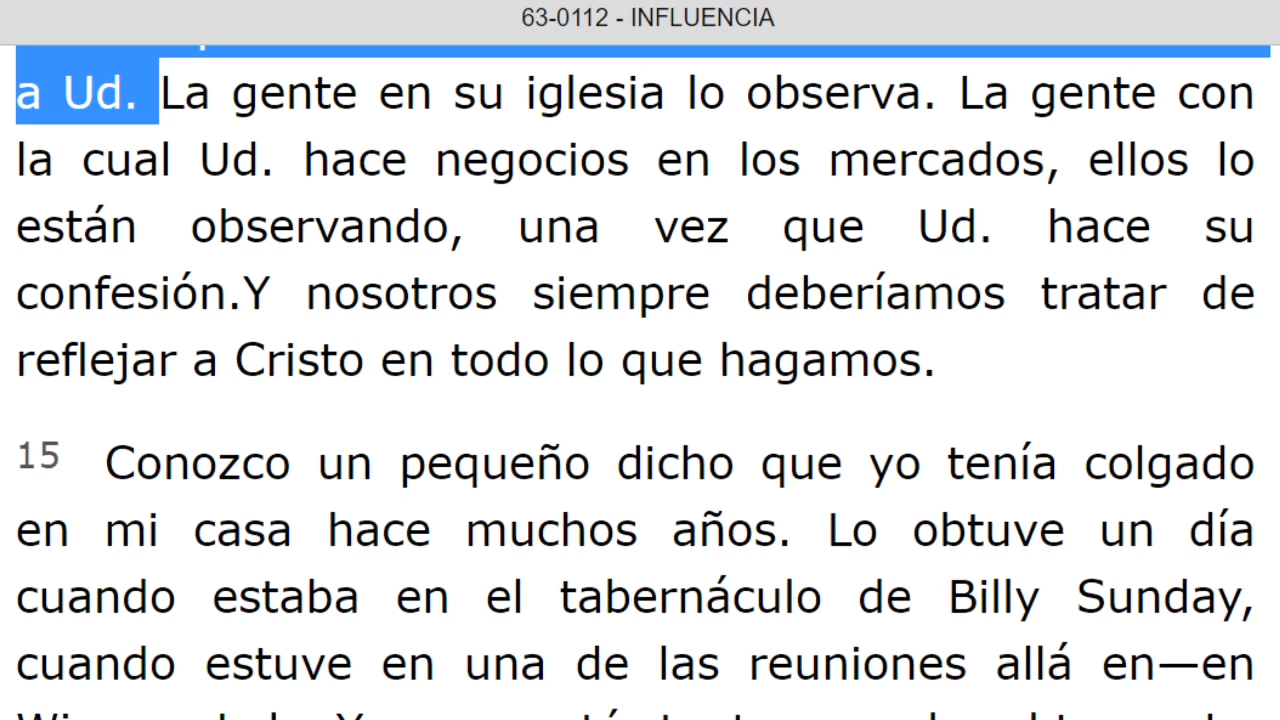 63-0112 - INFLUENCIA
a Ud. La gente en su iglesia lo observa. La gente con
la cual Ud. hace negocios en los mercados, ellos lo
están observando, una vez que Ud. hace su
confesión.Y nosotros siempre deberíamos tratar de
reflejar a Cristo en todo lo que hagamos.
15 Conozco un pequeño dicho que yo tenía colgado
en mi casa hace muchos años. Lo obtuve un día
cuando estaba en el tabernáculo de Billy Sunday,
cuando estuve en una de las reuniones allá en—en